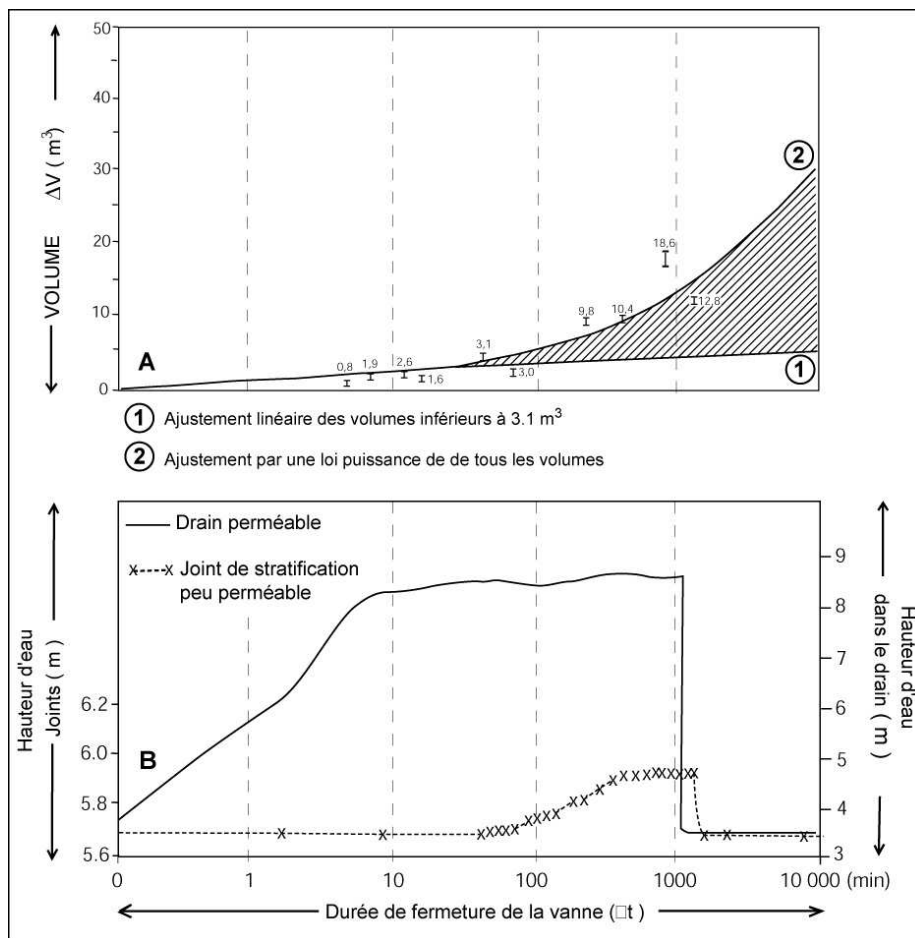 50
40
30
20
10
0
VOLUME ΔV ( m³)
A
0,8
1,9
2,6
1,6
3,1
3,0
9,8
10,4
18,6
12,8
2
1
1 Ajustement linéaire des volumes inférieurs à 3.1 m³
2 Ajustement par une loi puissance de de tous les volumes
Drain perméable
x-----x Joint de stratification
peu perméable
Hauteur d'eau
Joints ( m )
6.2
6.0
5.8
5.6
B
9
8
7
6
5
4
3
Hauteur d'eau
dans le drain ( m )
0 1 10 100 1000 10 000 (min)
Durée de fermeture de la vanne (□t )